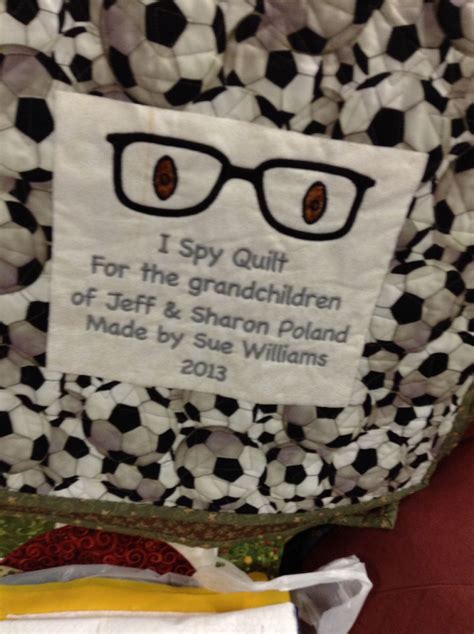 I Spy Quilt
For the grandchildren
of Jeff & Sharon Poland
Made by Sue Williams
2013